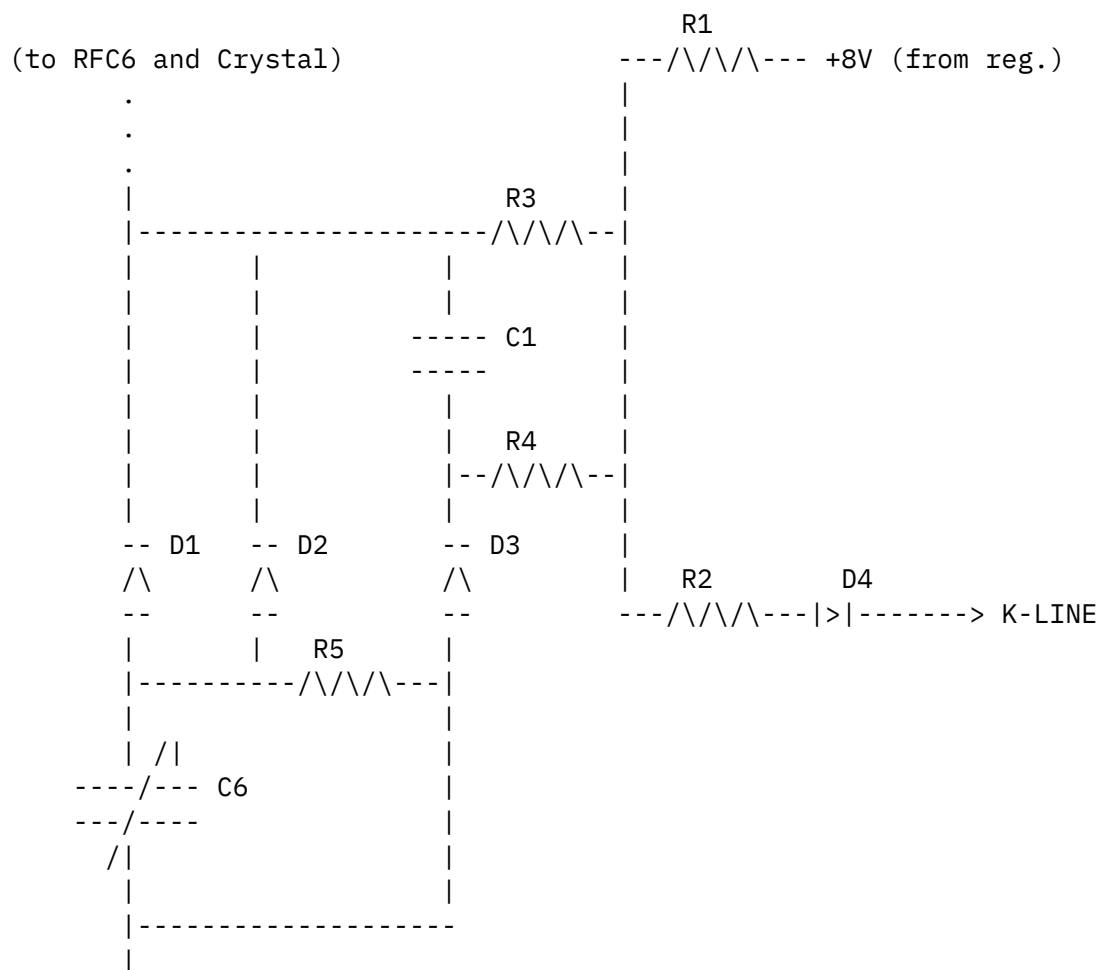 R1
(to RFC6 and Crystal) ---/\/\/\--- +8V (from reg.)
R3
C1
R4
-- D1 -- D2 -- D3
R2 D4
---/\/\/\---|>|-------> K-LINE
R5
C6